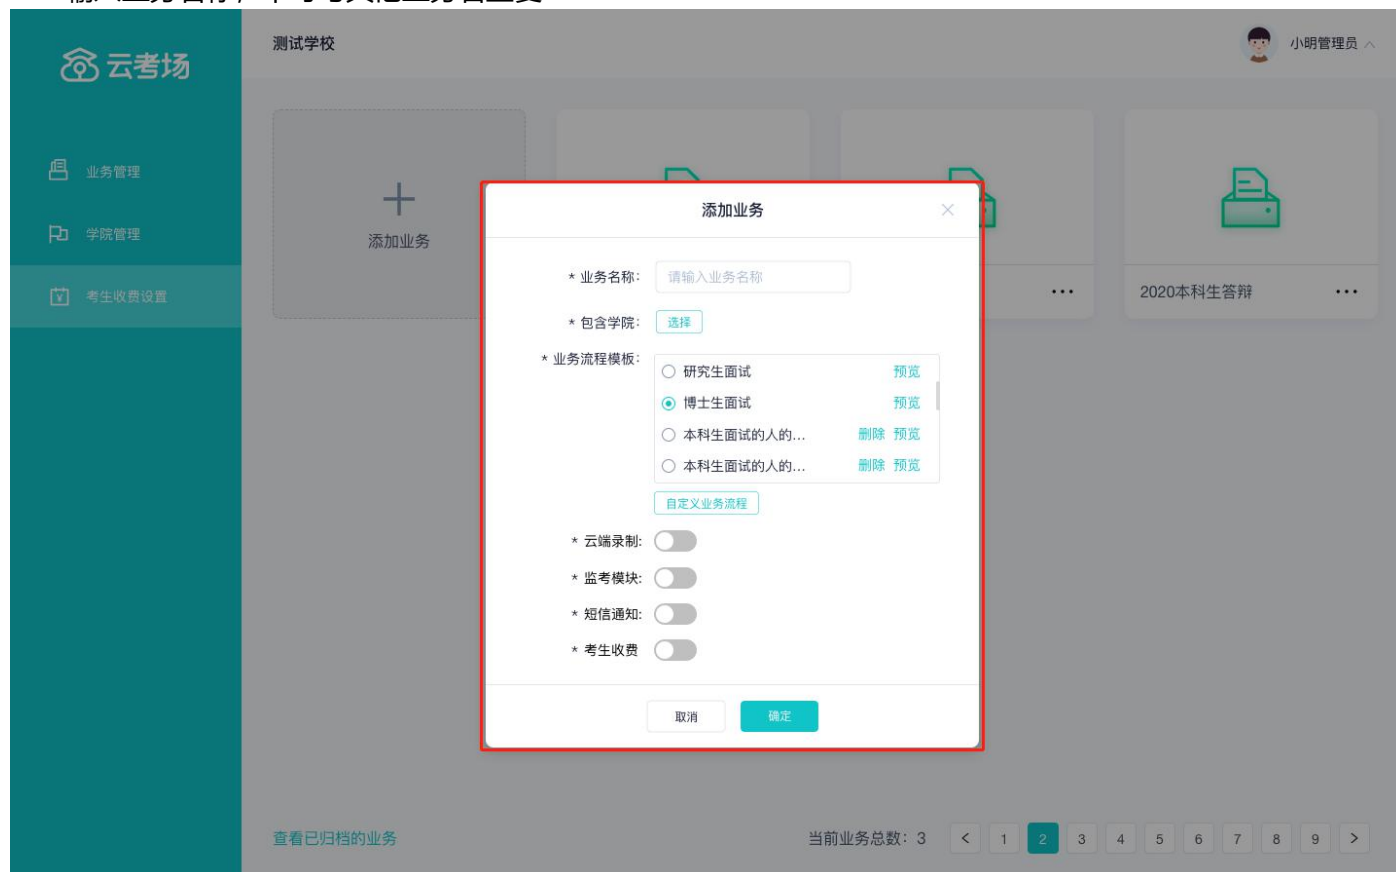 测试学校
小明管理员
云考场
业务管理
学院管理
考生收费设置
添加业务
2020本科生答辩
添加业务
* 业务名称:
请输入业务名称
* 包含学院:
选择
* 业务流程模板:
研究生面试 预览
博士生面试 预览
本科生面试的人的... 删除 预览
本科生面试的人的... 删除 预览
自定义业务流程
* 云端录制:
* 监考模块:
* 短信通知:
* 考生收费
取消 确定
查看已归档的业务
当前业务总数: 3 < 1 2 3 4 5 6 7 8 9 >